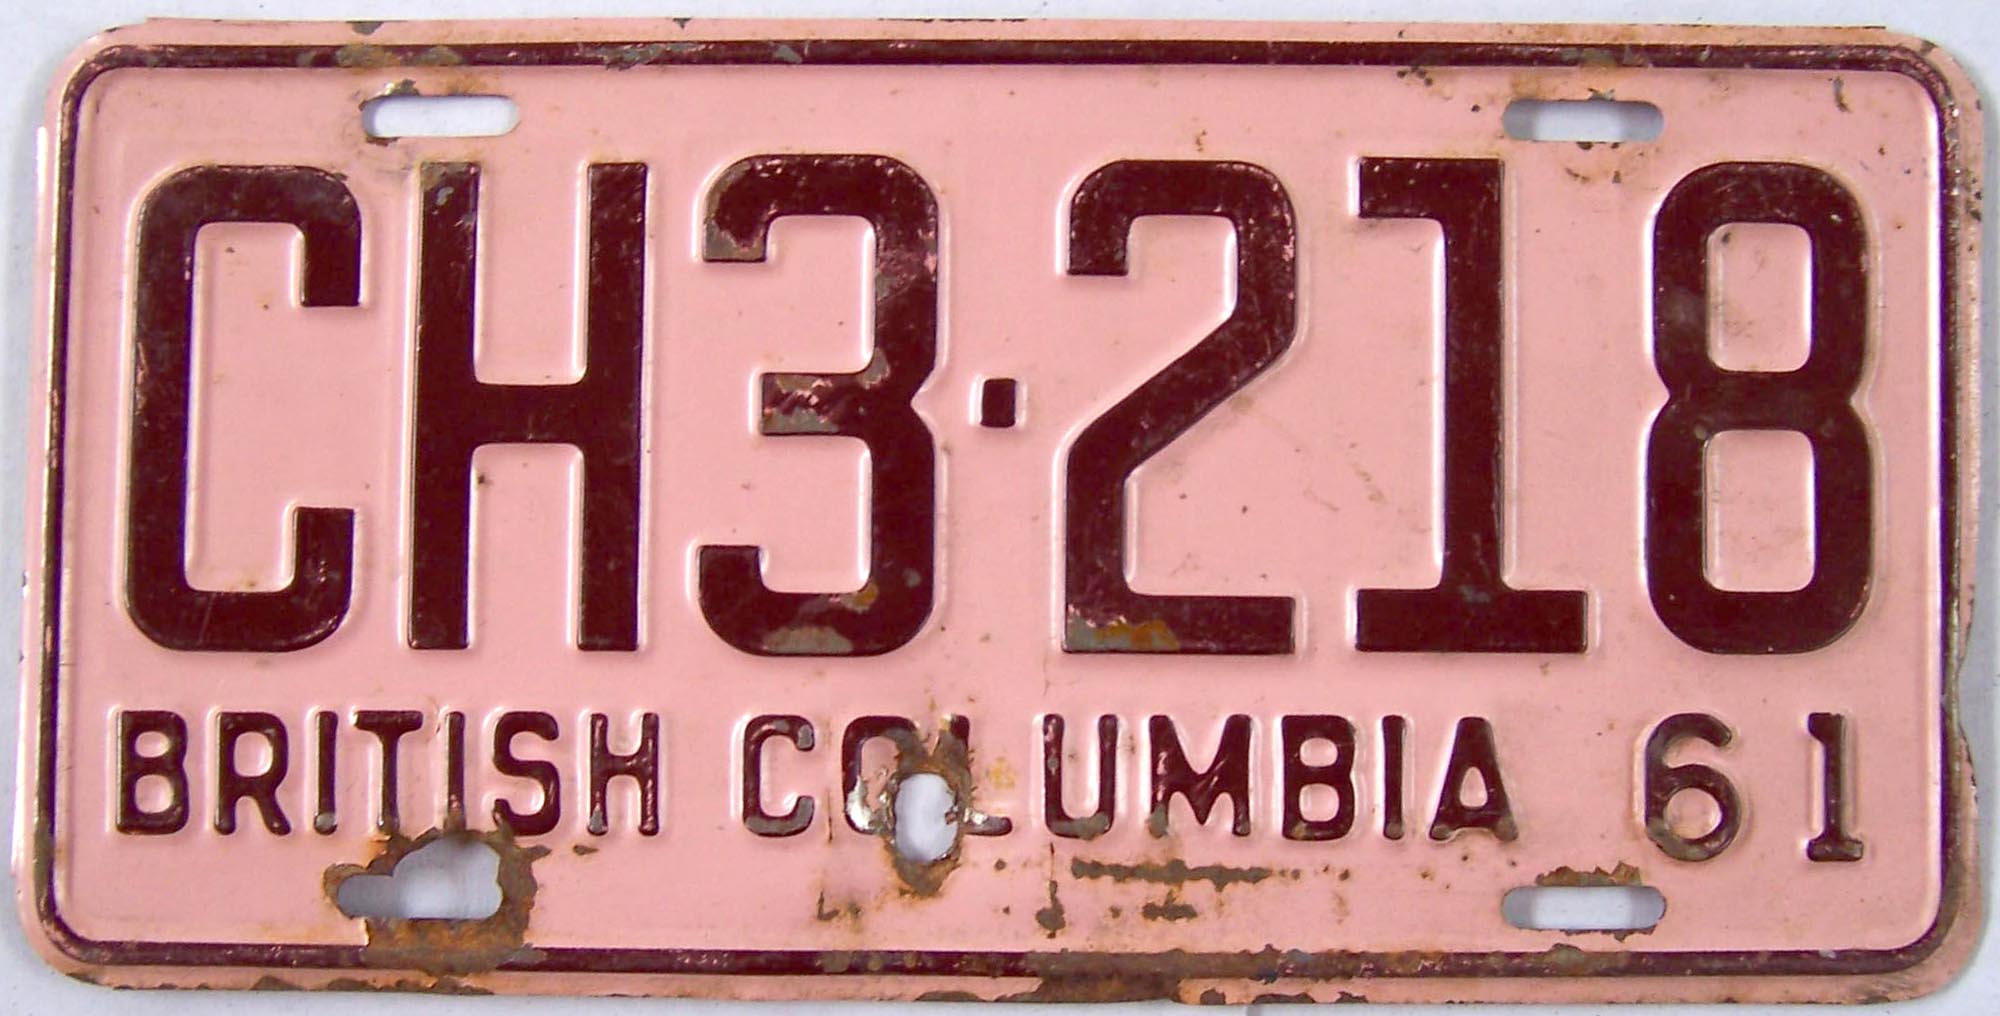 CH3·218
BRITISH COLUMBIA 61